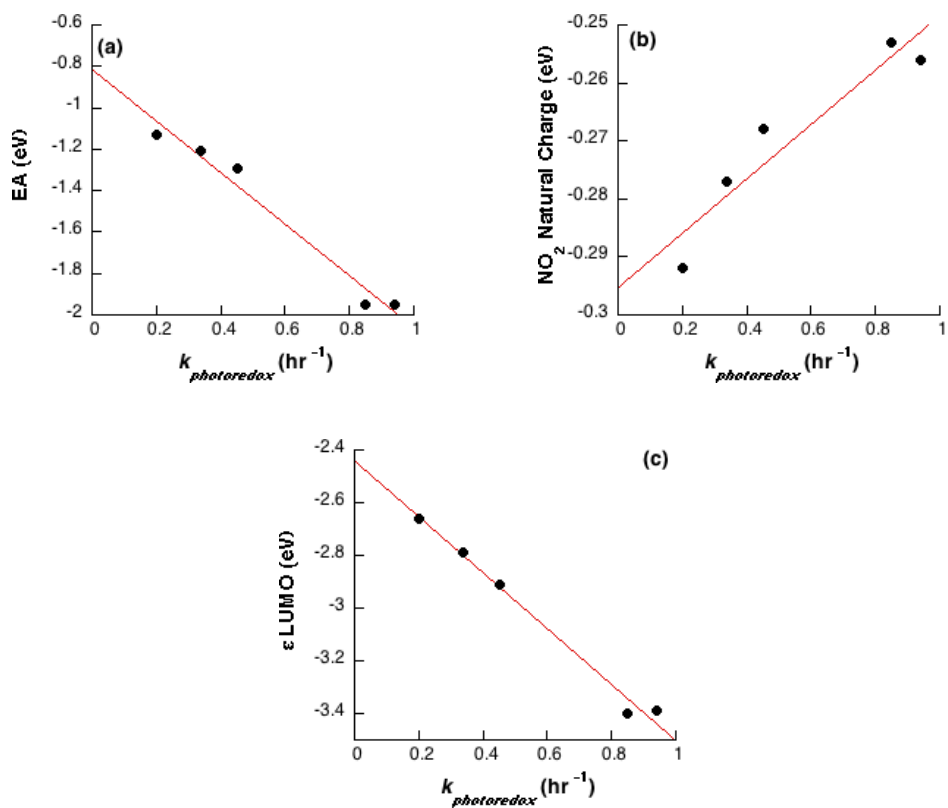 (a)
EA (eV)
-0.6
-0.8
-1
-1.2
-1.4
-1.6
-1.8
-2
0 0.2 0.4 0.6 0.8 1
k photoredox (hr⁻¹)
(b)
NO₂ Natural Charge (eV)
-0.25
-0.26
-0.27
-0.28
-0.29
-0.3
0 0.2 0.4 0.6 0.8 1
k photoredox (hr⁻¹)
(c)
ε LUMO (eV)
-2.4
-2.6
-2.8
-3
-3.2
-3.4
0 0.2 0.4 0.6 0.8 1
k photoredox (hr⁻¹)